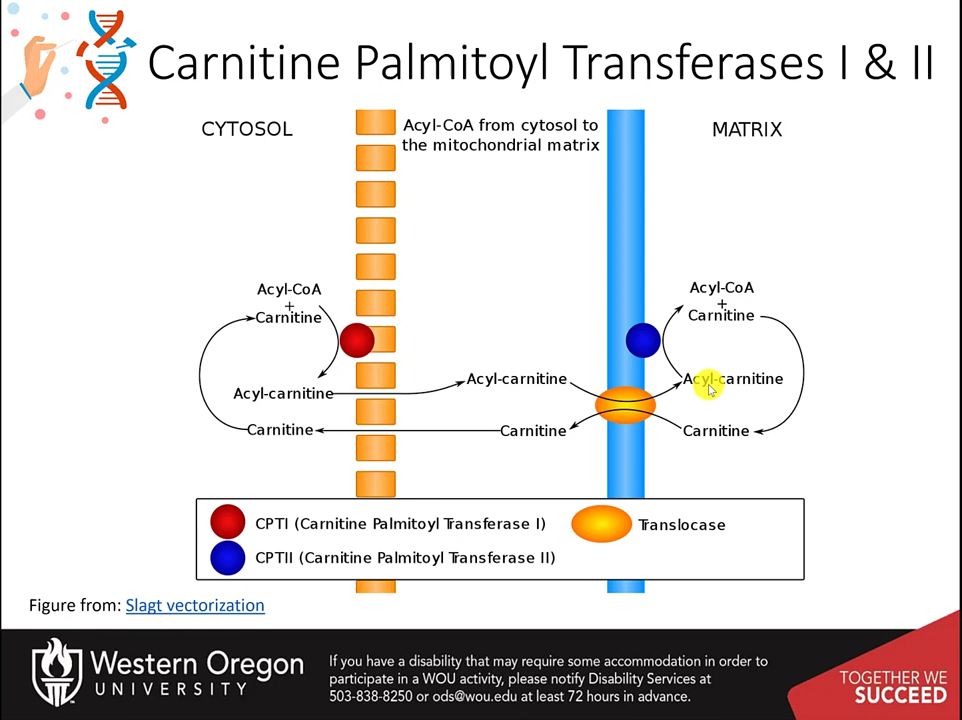 Carnitine Palmitoyl Transferases I & II
CYTOSOL
Acyl-CoA from cytosol to
the mitochondrial matrix
MATRIX
Acyl-CoA
+
Carnitine
Acyl-carnitine
Carnitine
Acyl-carnitine
Carnitine
Acyl-CoA
+
Carnitine
Acyl-carnitine
Carnitine
CPTI (Carnitine Palmitoyl Transferase I)
Translocase
CPTII (Carnitine Palmitoyl Transferase II)
Figure from: Slagt vectorization
Western Oregon
UNIVERSITY
If you have a disability that may require some accommodation in order to
participate in a WOU activity, please notify Disability Services at
503-838-8250 or ods@wou.edu at least 72 hours in advance.
TOGETHER WE
SUCCEED